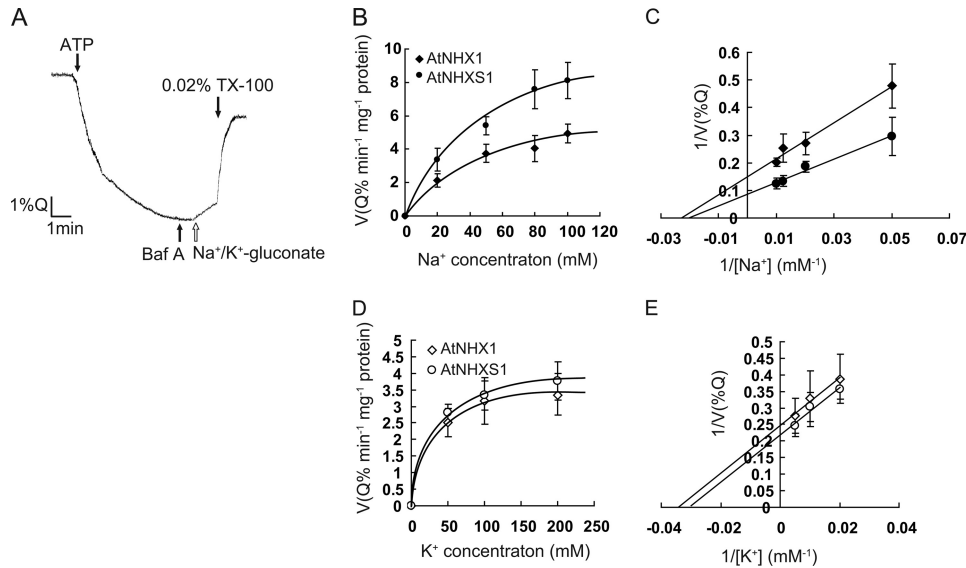 A
ATP
0.02% TX-100
1%Q
1min
Baf A
Na⁺/K⁺-gluconate
B
V(Q% min⁻¹ mg⁻¹ protein)
10
8
6
4
2
0
AtNHX1
AtNHXS1
0 20 40 60 80 100 120
Na⁺ concentraton (mM)
C
1/V(%Q)
0.6
0.5
0.4
0.3
0.2
0.1
0
-0.03 -0.01 0.01 0.03 0.05 0.07
1/[Na⁺] (mM⁻¹)
D
V(Q% min⁻¹ mg⁻¹ protein)
5
4.5
4
3.5
3
2.5
2
1.5
1
0.5
0
AtNHX1
AtNHXS1
0 50 100 150 200 250
K⁺ concentraton (mM)
E
1/V(%Q)
0.5
0.45
0.4
0.35
0.3
0.25
0.2
0.15
0.1
0.05
0
-0.04 -0.02 0 0.02 0.04
1/[K⁺] (mM⁻¹)